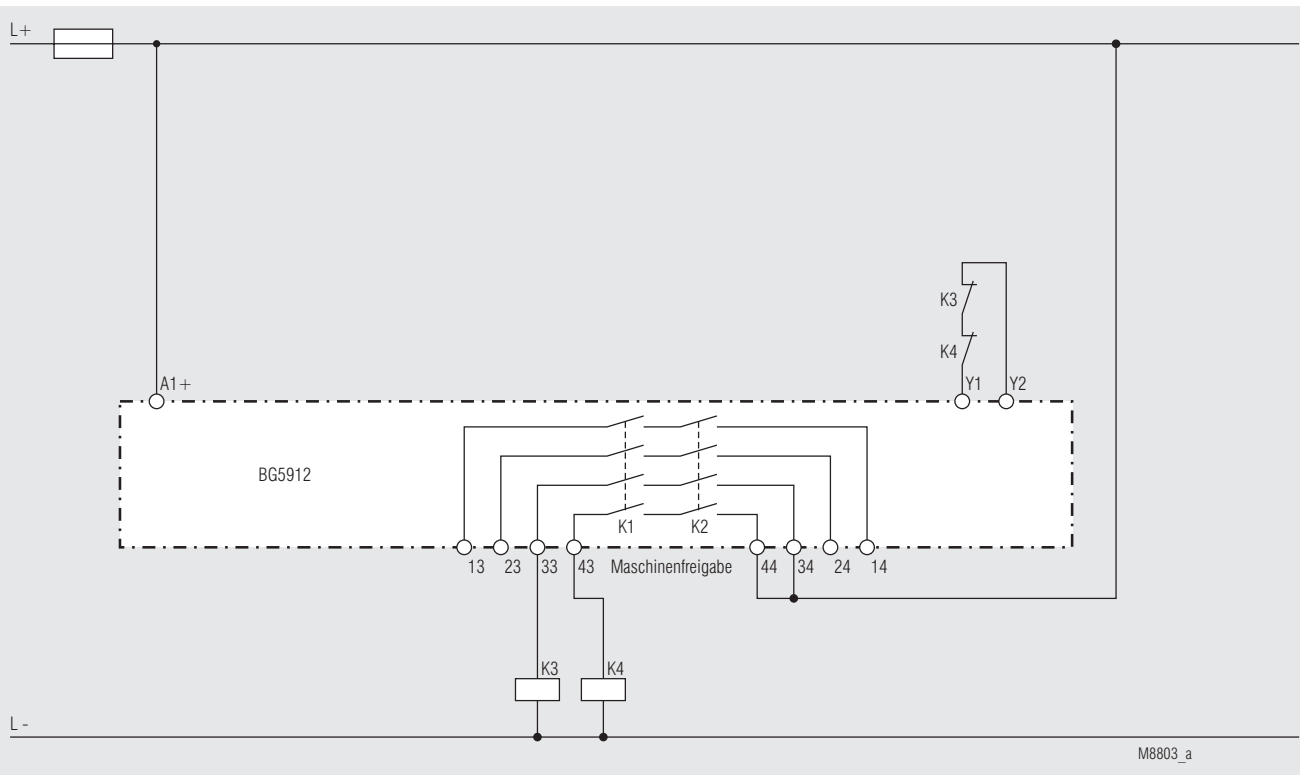 L+
K3
K4
A1+
Y1
Y2
BG5912
K1
K2
13
23
33
43
Maschinenfreigabe
44
34
24
14
K3
K4
L -
M8803_a